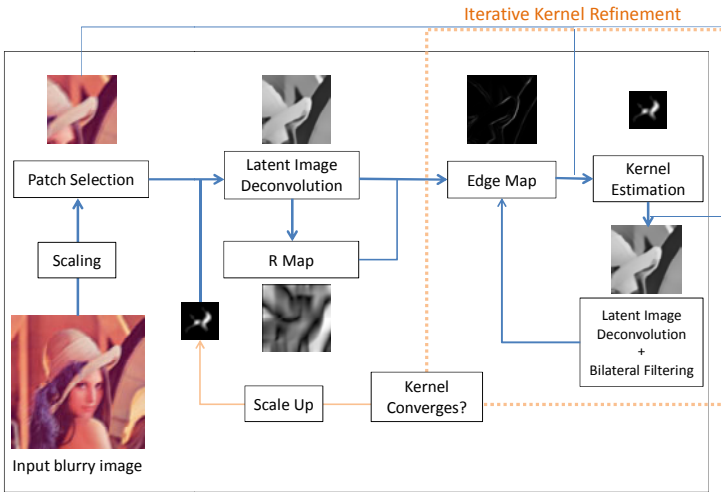 Iterative Kernel Refinement
Patch Selection
Latent Image
Deconvolution
Edge Map
Kernel
Estimation
Scaling
R Map
Latent Image
Deconvolution
+
Bilateral Filtering
Scale Up
Kernel
Converges?
Input blurry image